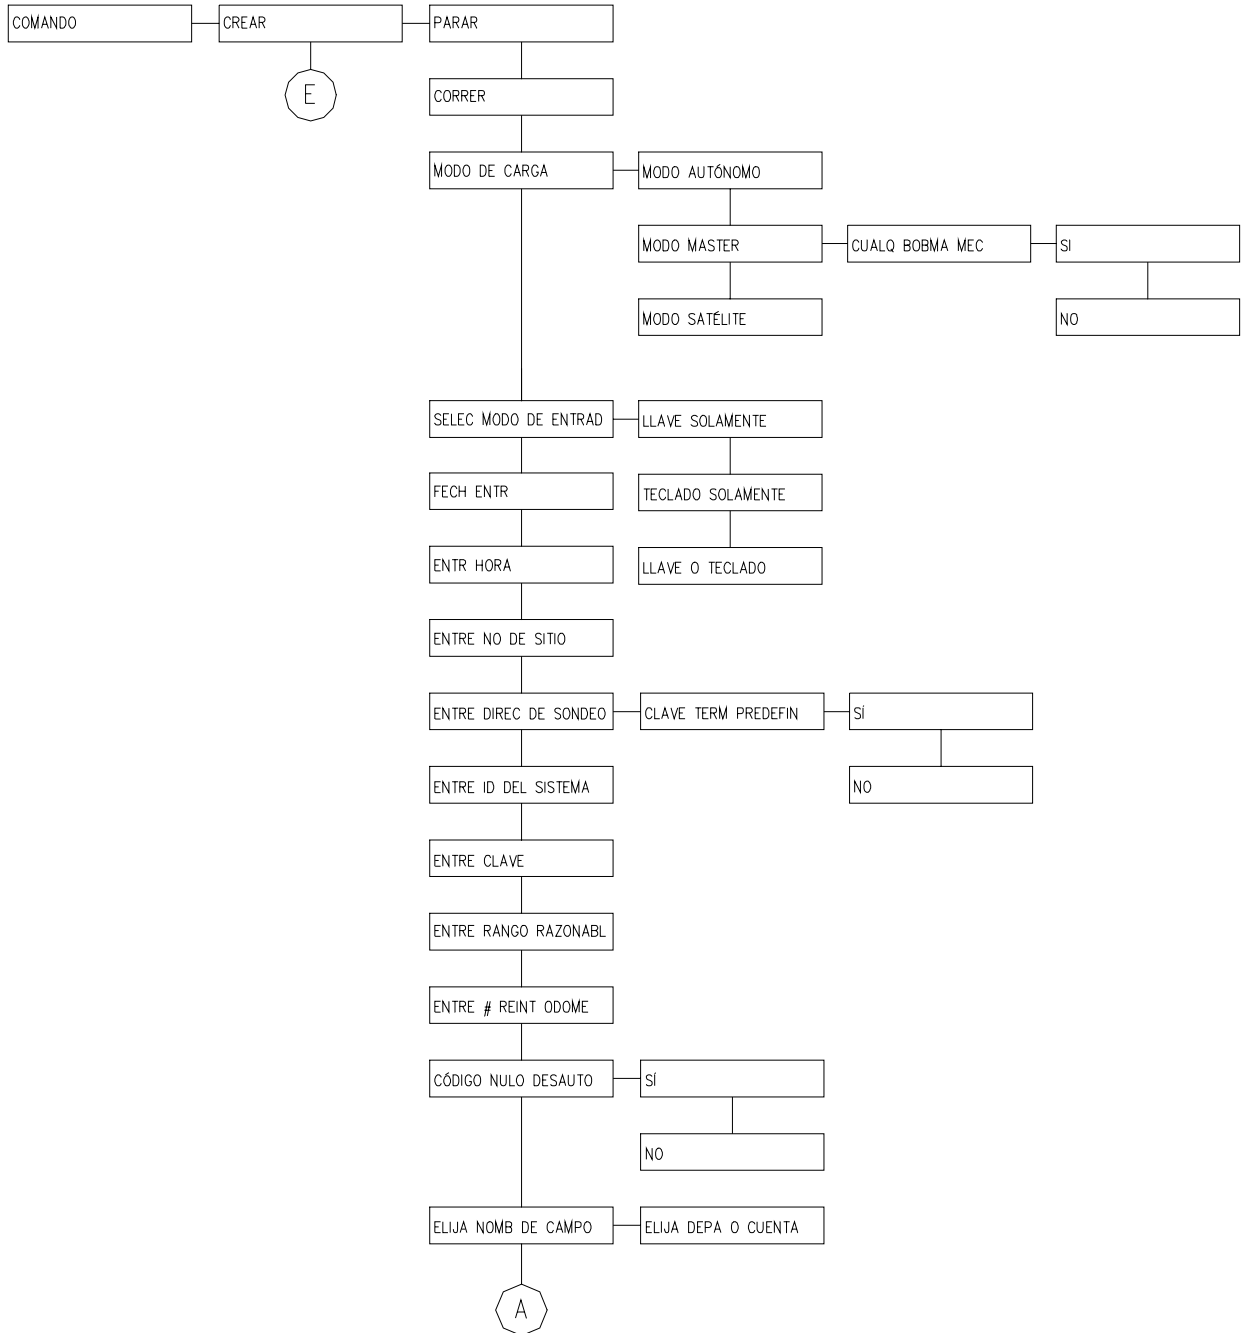 COMANDO
CREAR
PARAR
E
CORRER
MODO DE CARGA
MODO AUTÓNOMO
MODO MASTER
CUALQ BOBMA MEC
SI
MODO SATÉLITE
NO
SELEC MODO DE ENTRAD
LLAVE SOLAMENTE
FECH ENTR
TECLADO SOLAMENTE
ENTR HORA
LLAVE O TECLADO
ENTRE NO DE SITIO
ENTRE DIREC DE SONDEO
CLAVE TERM PREDEFIN
SÍ
ENTRE ID DEL SISTEMA
NO
ENTRE CLAVE
ENTRE RANGO RAZONABL
ENTRE # REINT ODOME
CÓDIGO NULO DESAUTO
SÍ
NO
ELIJA NOMB DE CAMPO
ELIJA DEPA O CUENTA
A